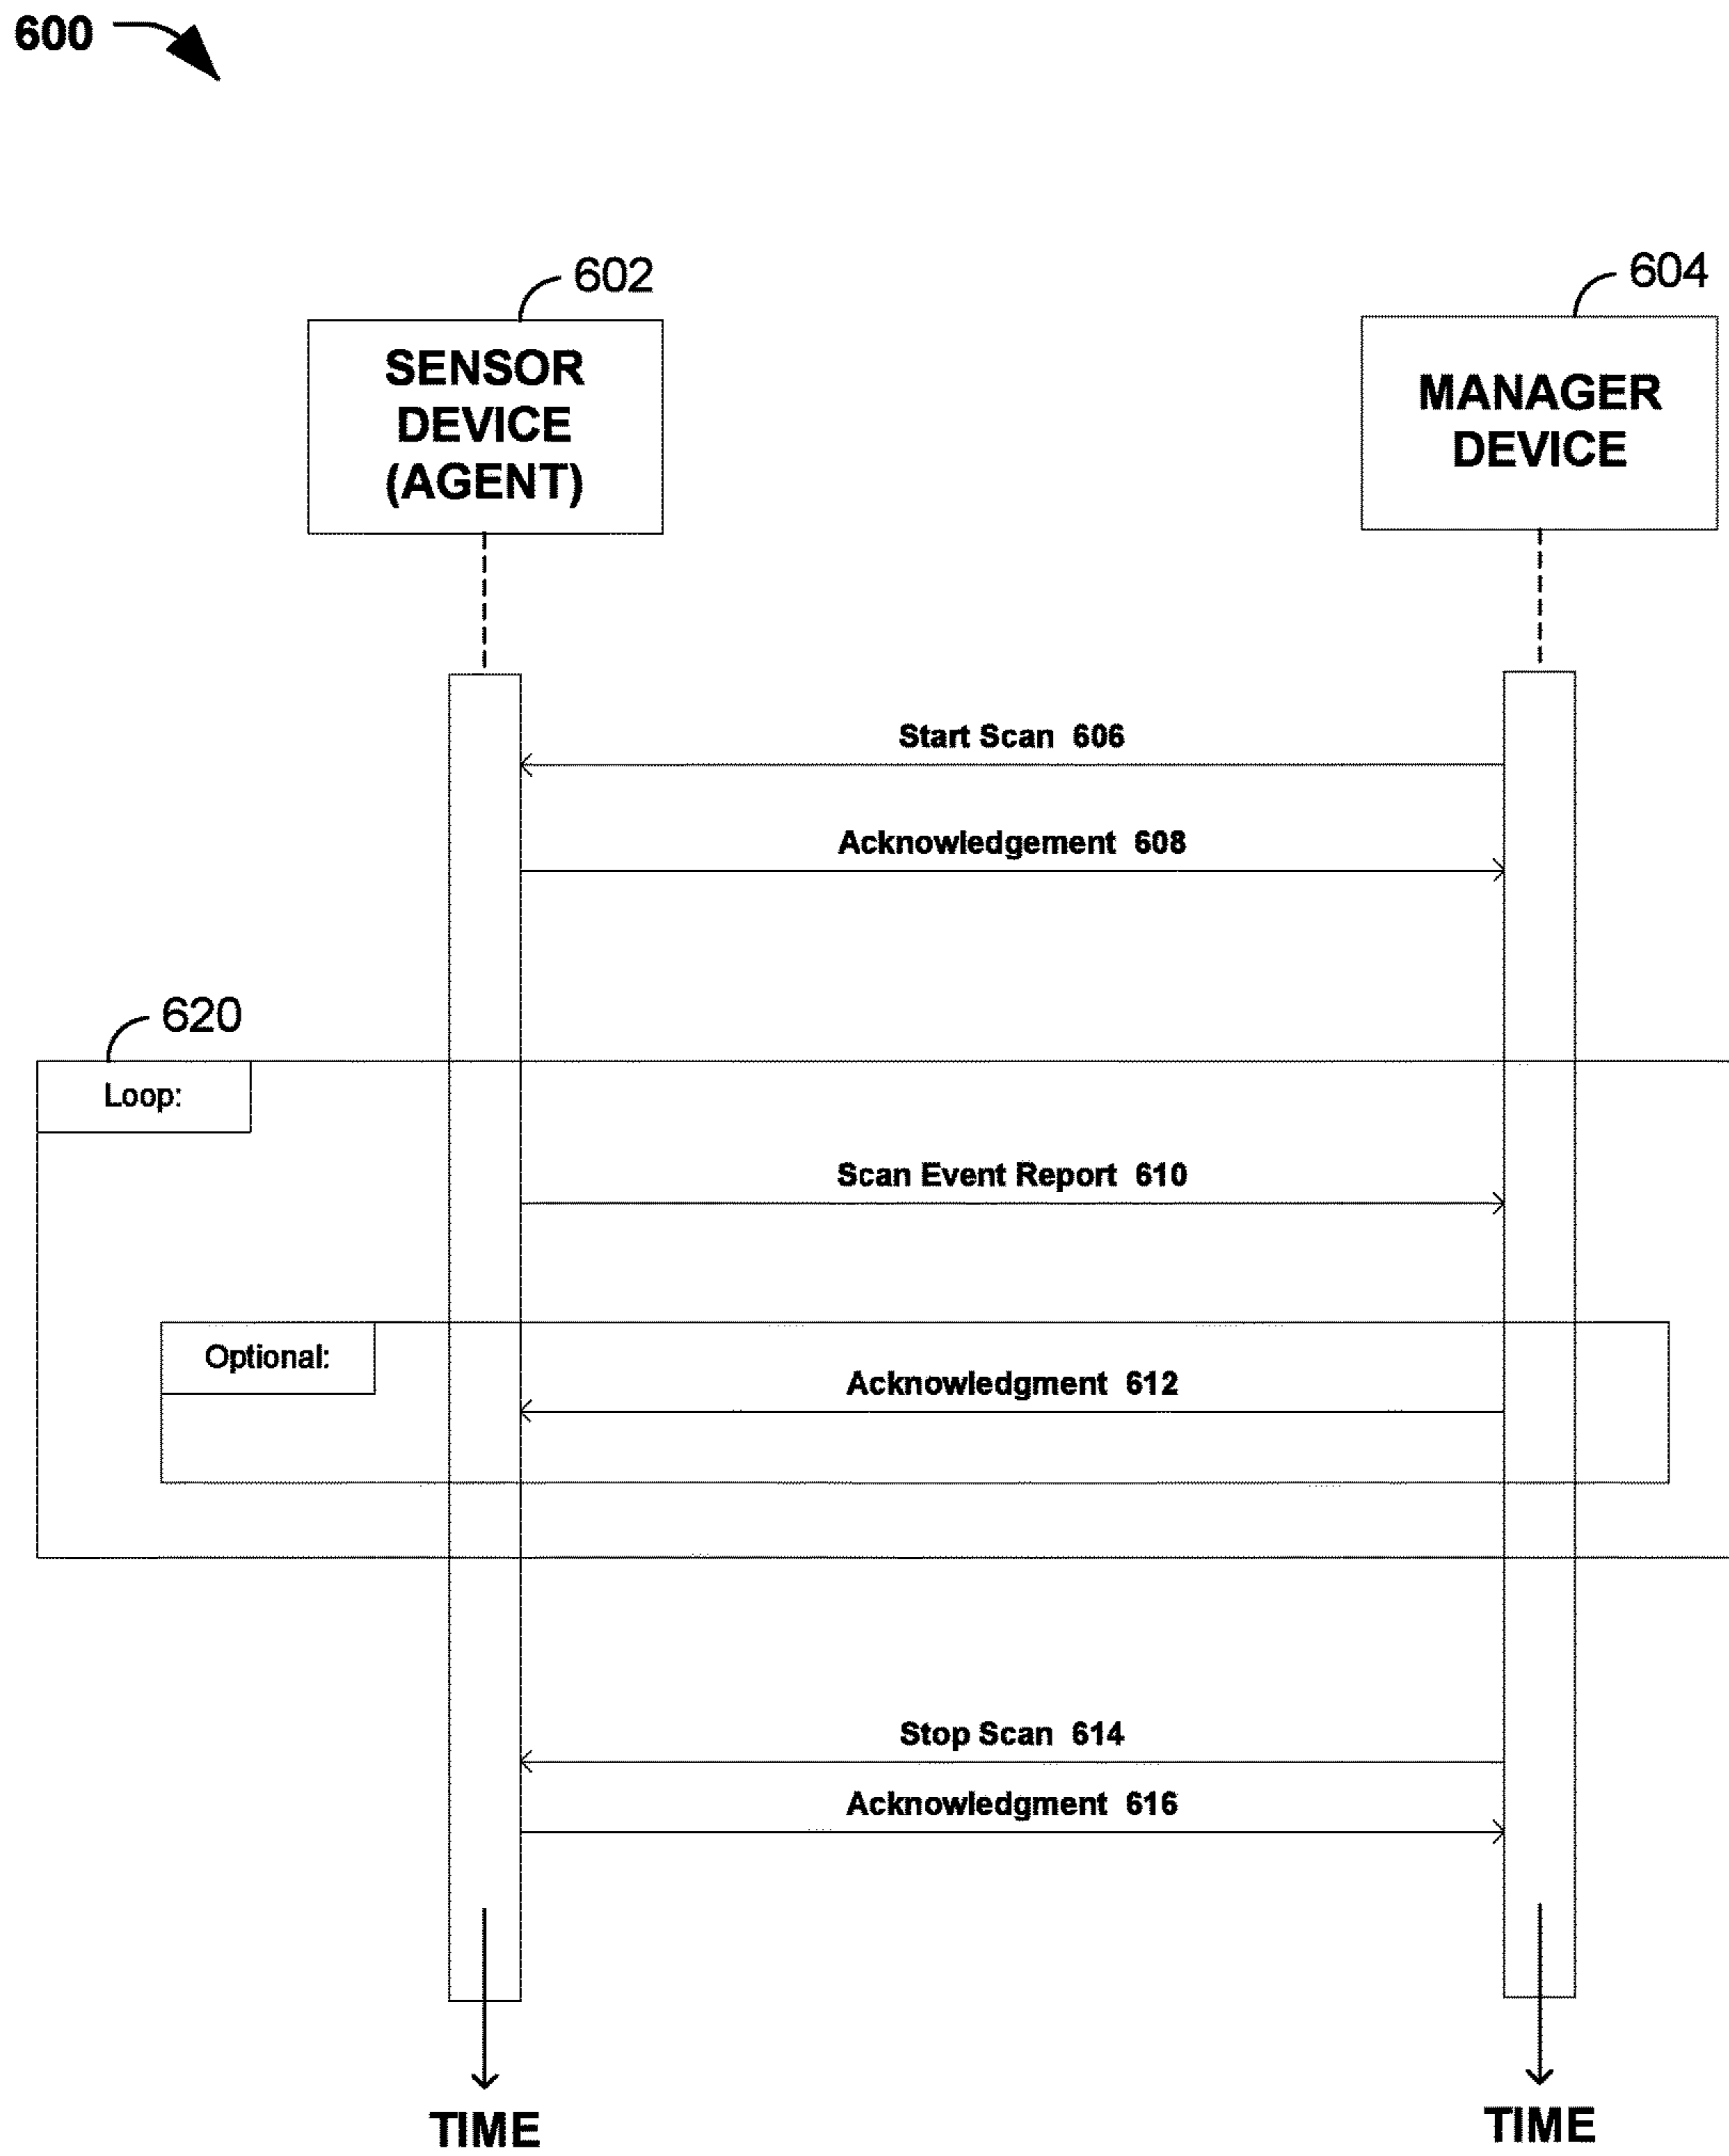 600
602
604
SENSOR
DEVICE
(AGENT)
MANAGER
DEVICE
Start Scan 606
Acknowledgement 608
620
Loop:
Scan Event Report 610
Optional:
Acknowledgment 612
Stop Scan 614
Acknowledgment 616
TIME
TIME